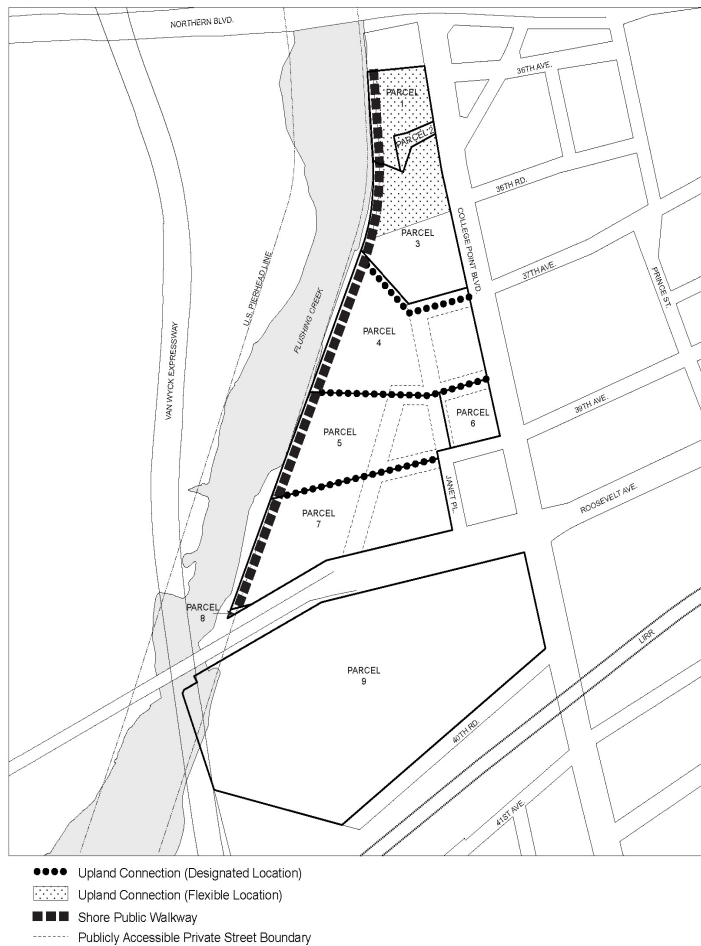 NORTHERN BLVD.
36TH AVE.
PARCEL
1
PARCEL 2
36TH RD.
COLLEGE POINT BLVD.
PARCEL
3
U.S. PIERHEAD LINE
37TH AVE.
PRINCE ST.
FLUSHING CREEK
VAN WYCK EXPRESSWAY
PARCEL
4
39TH AVE.
PARCEL
5
PARCEL
6
JANET PL.
ROOSEVELT AVE.
PARCEL
7
PARCEL
8
LIRR
PARCEL
9
40TH RD.
41ST AVE.
Upland Connection (Designated Location)
Upland Connection (Flexible Location)
Shore Public Walkway
Publicly Accessible Private Street Boundary